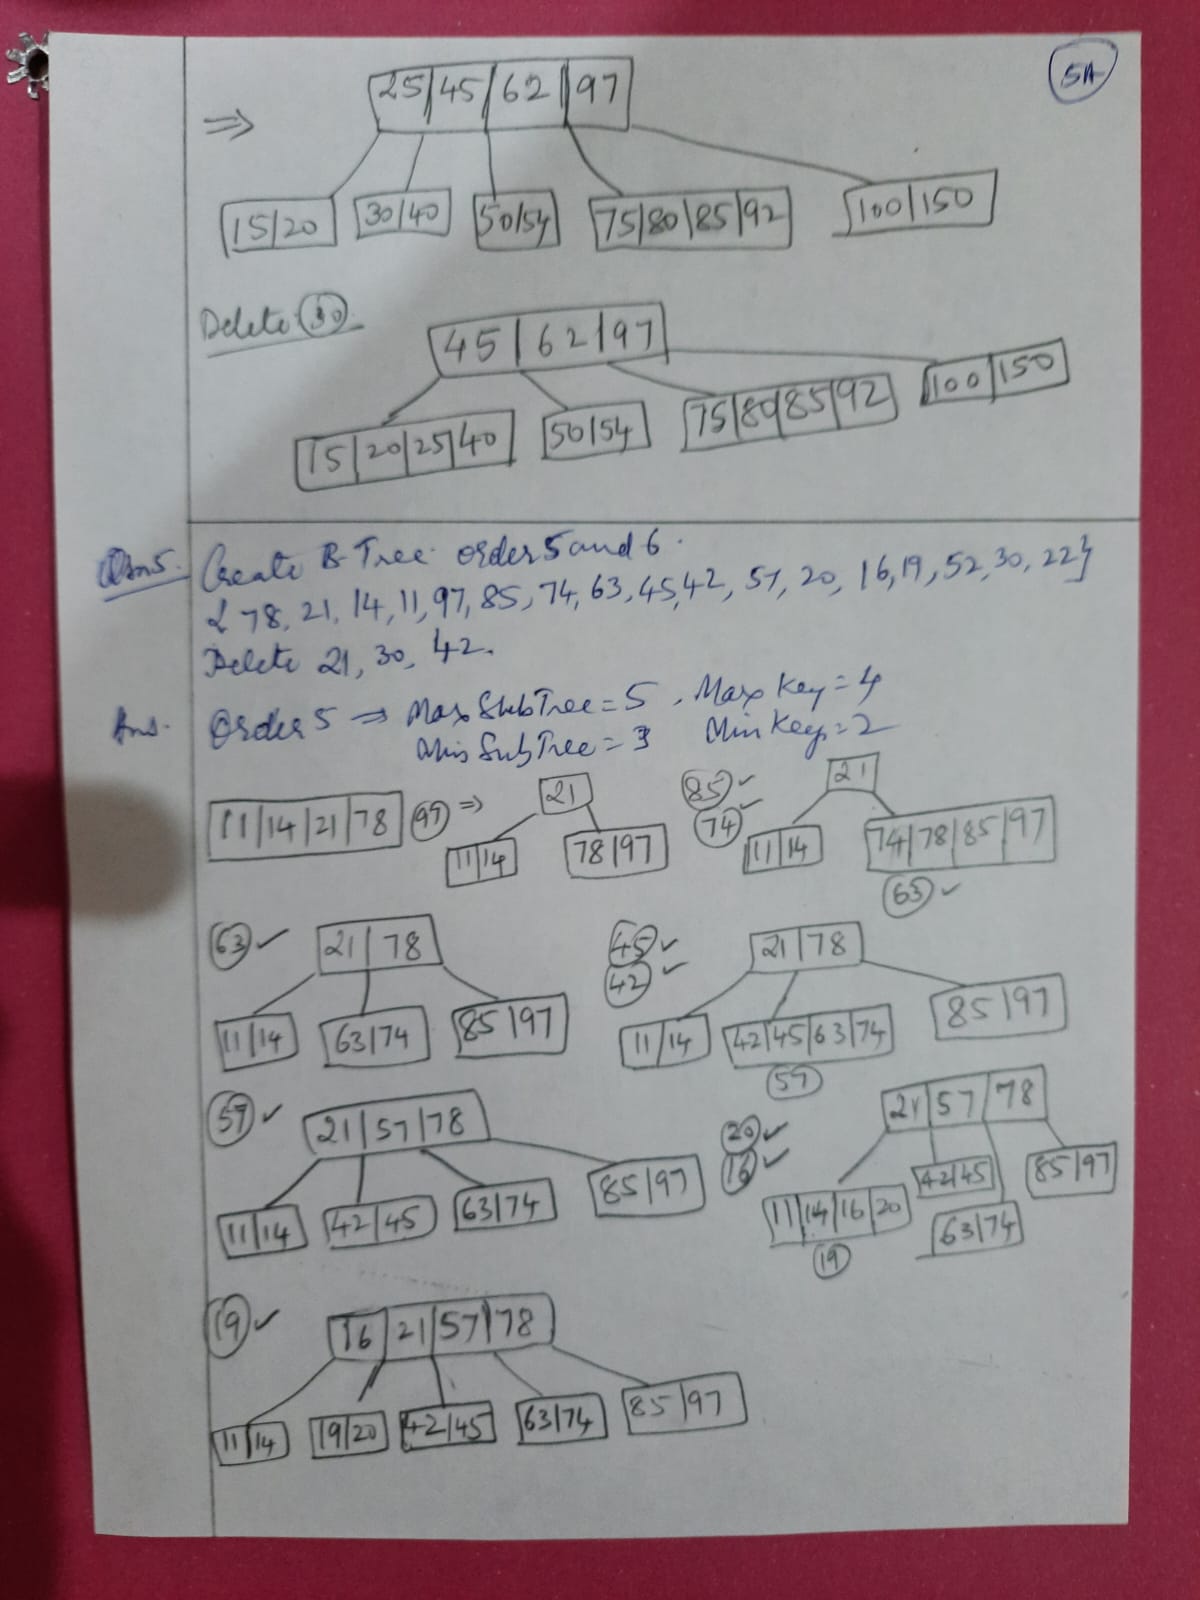 5A
⇒ 25|45|62|97
15|20 30|40 50|54 75|80|85|92 100|150
Delete 30
45|62|97
15|20|25|40 50|54 75|80|85|92 100|150
Qns5. Create B-Tree order 5 and 6.
{ 78, 21, 14, 11, 97, 85, 74, 63, 45, 42, 57, 20, 16, 19, 52, 30, 22}
Delete 21, 30, 42.
Ans. Order 5 ⇒ Max SubTree = 5, Max Key = 4
Min SubTree = 3 Min Key = 2
11|14|21|78 97 ⇒ 21
11|14 78|97
85 ✓ 21
74 ✓ 11|14 74|78|85|97
63 ✓
63 ✓ 21|78
11|14 63|74 85|97
45 ✓ 21|78
42 ✓
11|14 42|45|63|74 85|97
57
57 ✓ 21|57|78
11|14 42|45 63|74 85|97
20 ✓ 21|57|78
16 ✓
11|14|16|20 42|45 63|74 85|97
19
19 ✓ 16|21|57|78
11|14 19|20 42|45 63|74 85|97